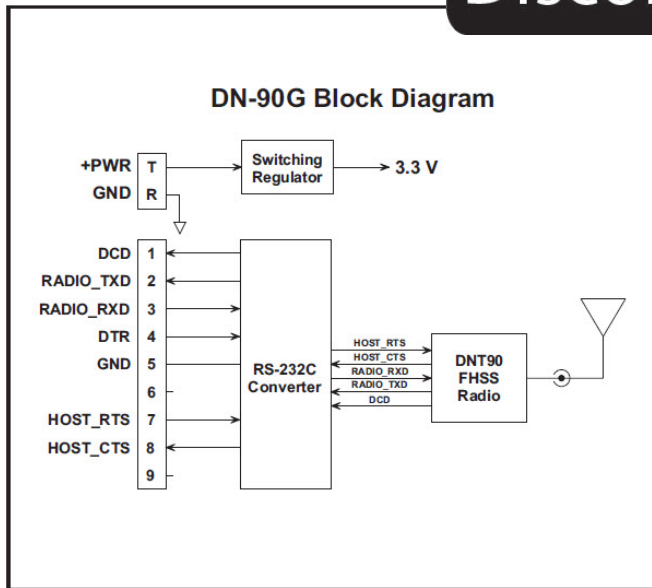 DN-90G Block Diagram
+PWR T
GND R
Switching
Regulator
3.3 V
DCD 1
RADIO_TXD 2
RADIO_RXD 3
DTR 4
GND 5
6
HOST_RTS 7
HOST_CTS 8
9
RS-232C
Converter
HOST_RTS
HOST_CTS
RADIO_RXD
RADIO_TXD
DCD
DNT90
FHSS
Radio